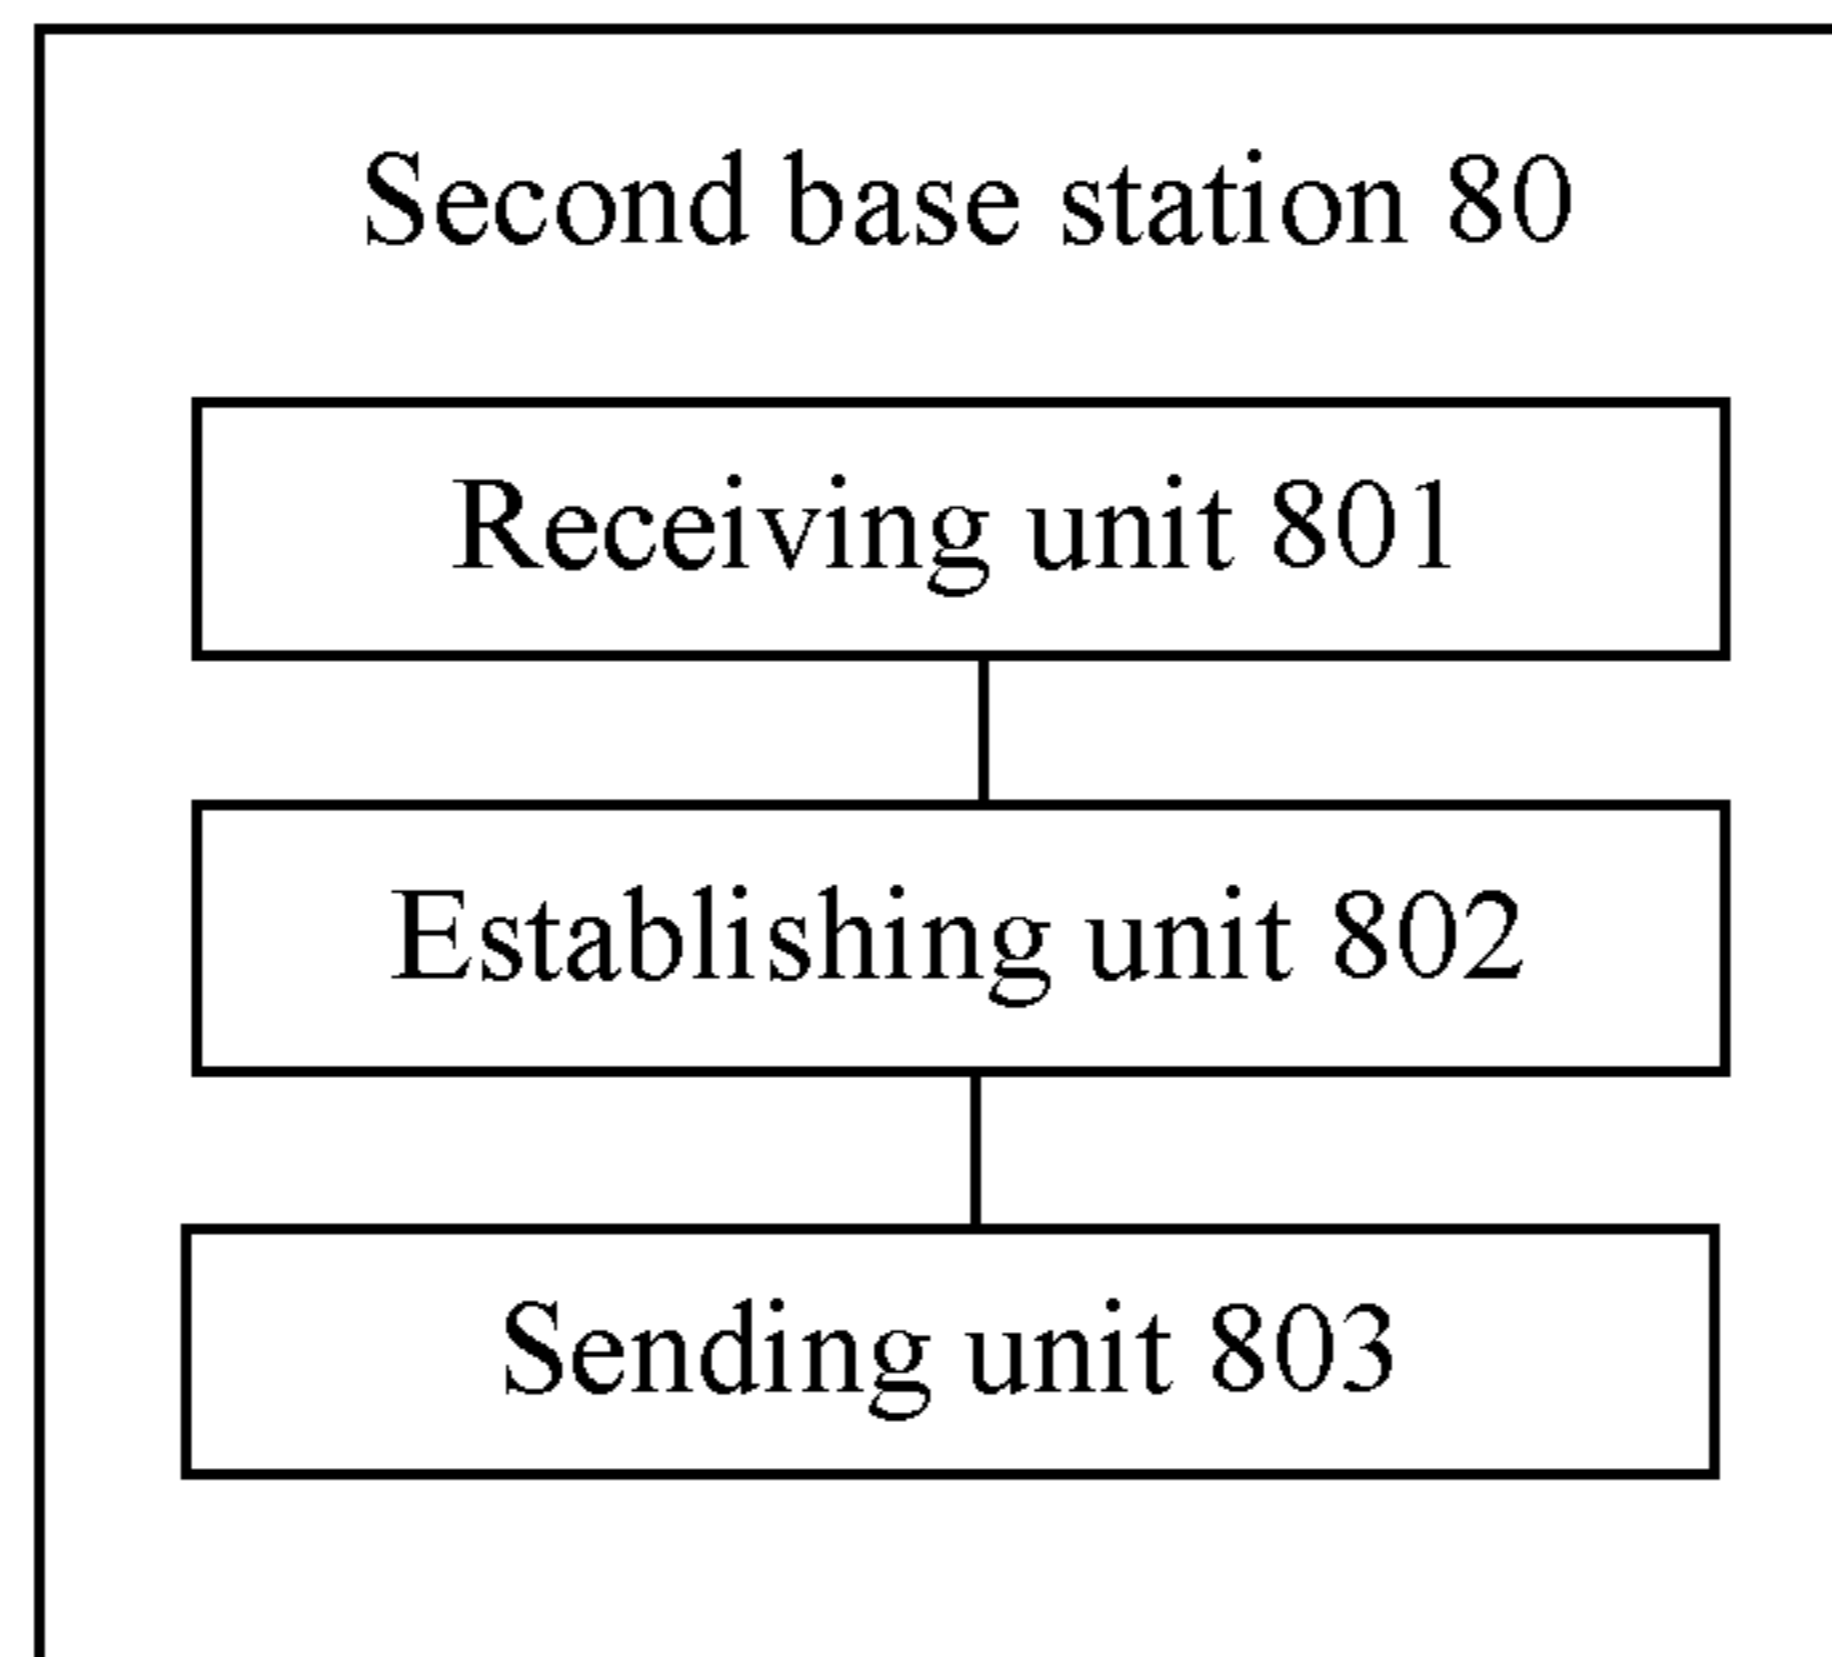 Second base station 80
Receiving unit 801
Establishing unit 802
Sending unit 803